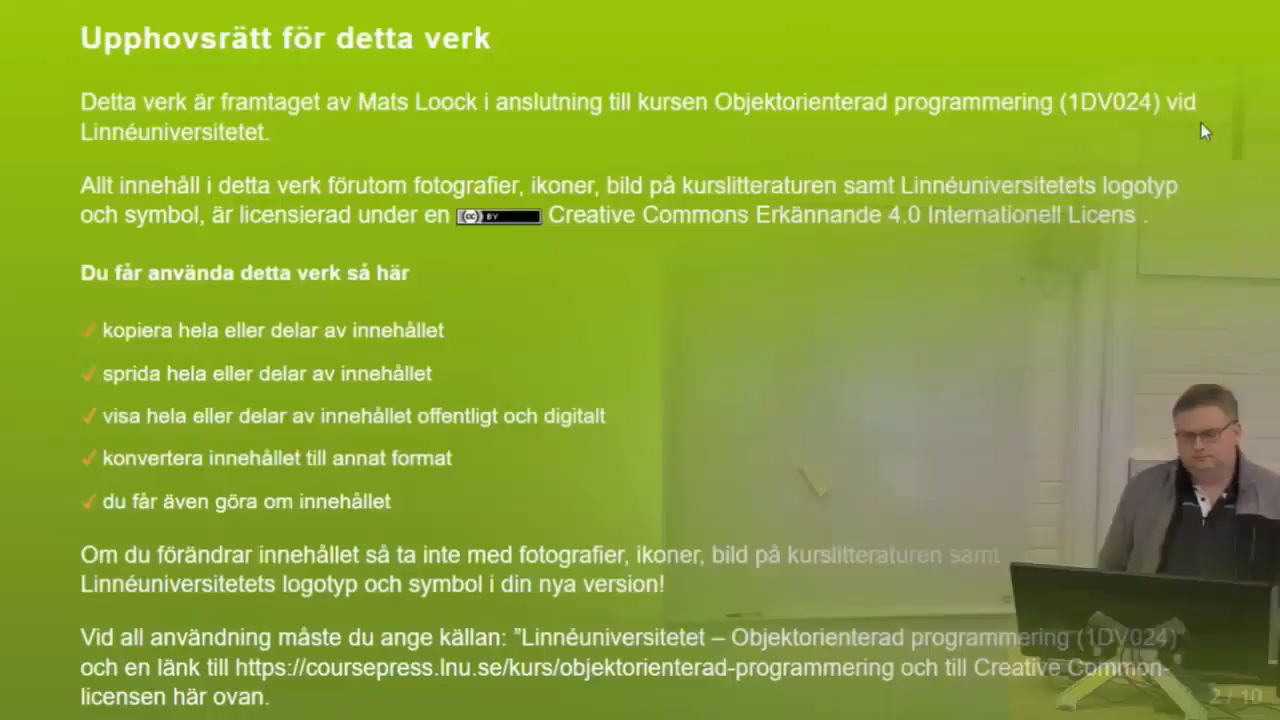 Upphovsrätt för detta verk
Detta verk är framtaget av Mats Loock i anslutning till kursen Objektorienterad programmering (1DV024) vid
Linnéuniversitetet.
Allt innehåll i detta verk förutom fotografier, ikoner, bild på kurslitteraturen samt Linnéuniversitetets logotyp
och symbol, är licensierad under en (cc) BY Creative Commons Erkännande 4.0 Internationell Licens .
Du får använda detta verk så här
✓ kopiera hela eller delar av innehållet
✓ sprida hela eller delar av innehållet
✓ visa hela eller delar av innehållet offentligt och digitalt
✓ konvertera innehållet till annat format
✓ du får även göra om innehållet
Om du förändrar innehållet så ta inte med fotografier, ikoner, bild på kurslitteraturen samt
Linnéuniversitetets logotyp och symbol i din nya version!
Vid all användning måste du ange källan: ”Linnéuniversitetet – Objektorienterad programmering (1DV024)”
och en länk till https://coursepress.lnu.se/kurs/objektorienterad-programmering och till Creative Common-
licensen här ovan.
2 / 10